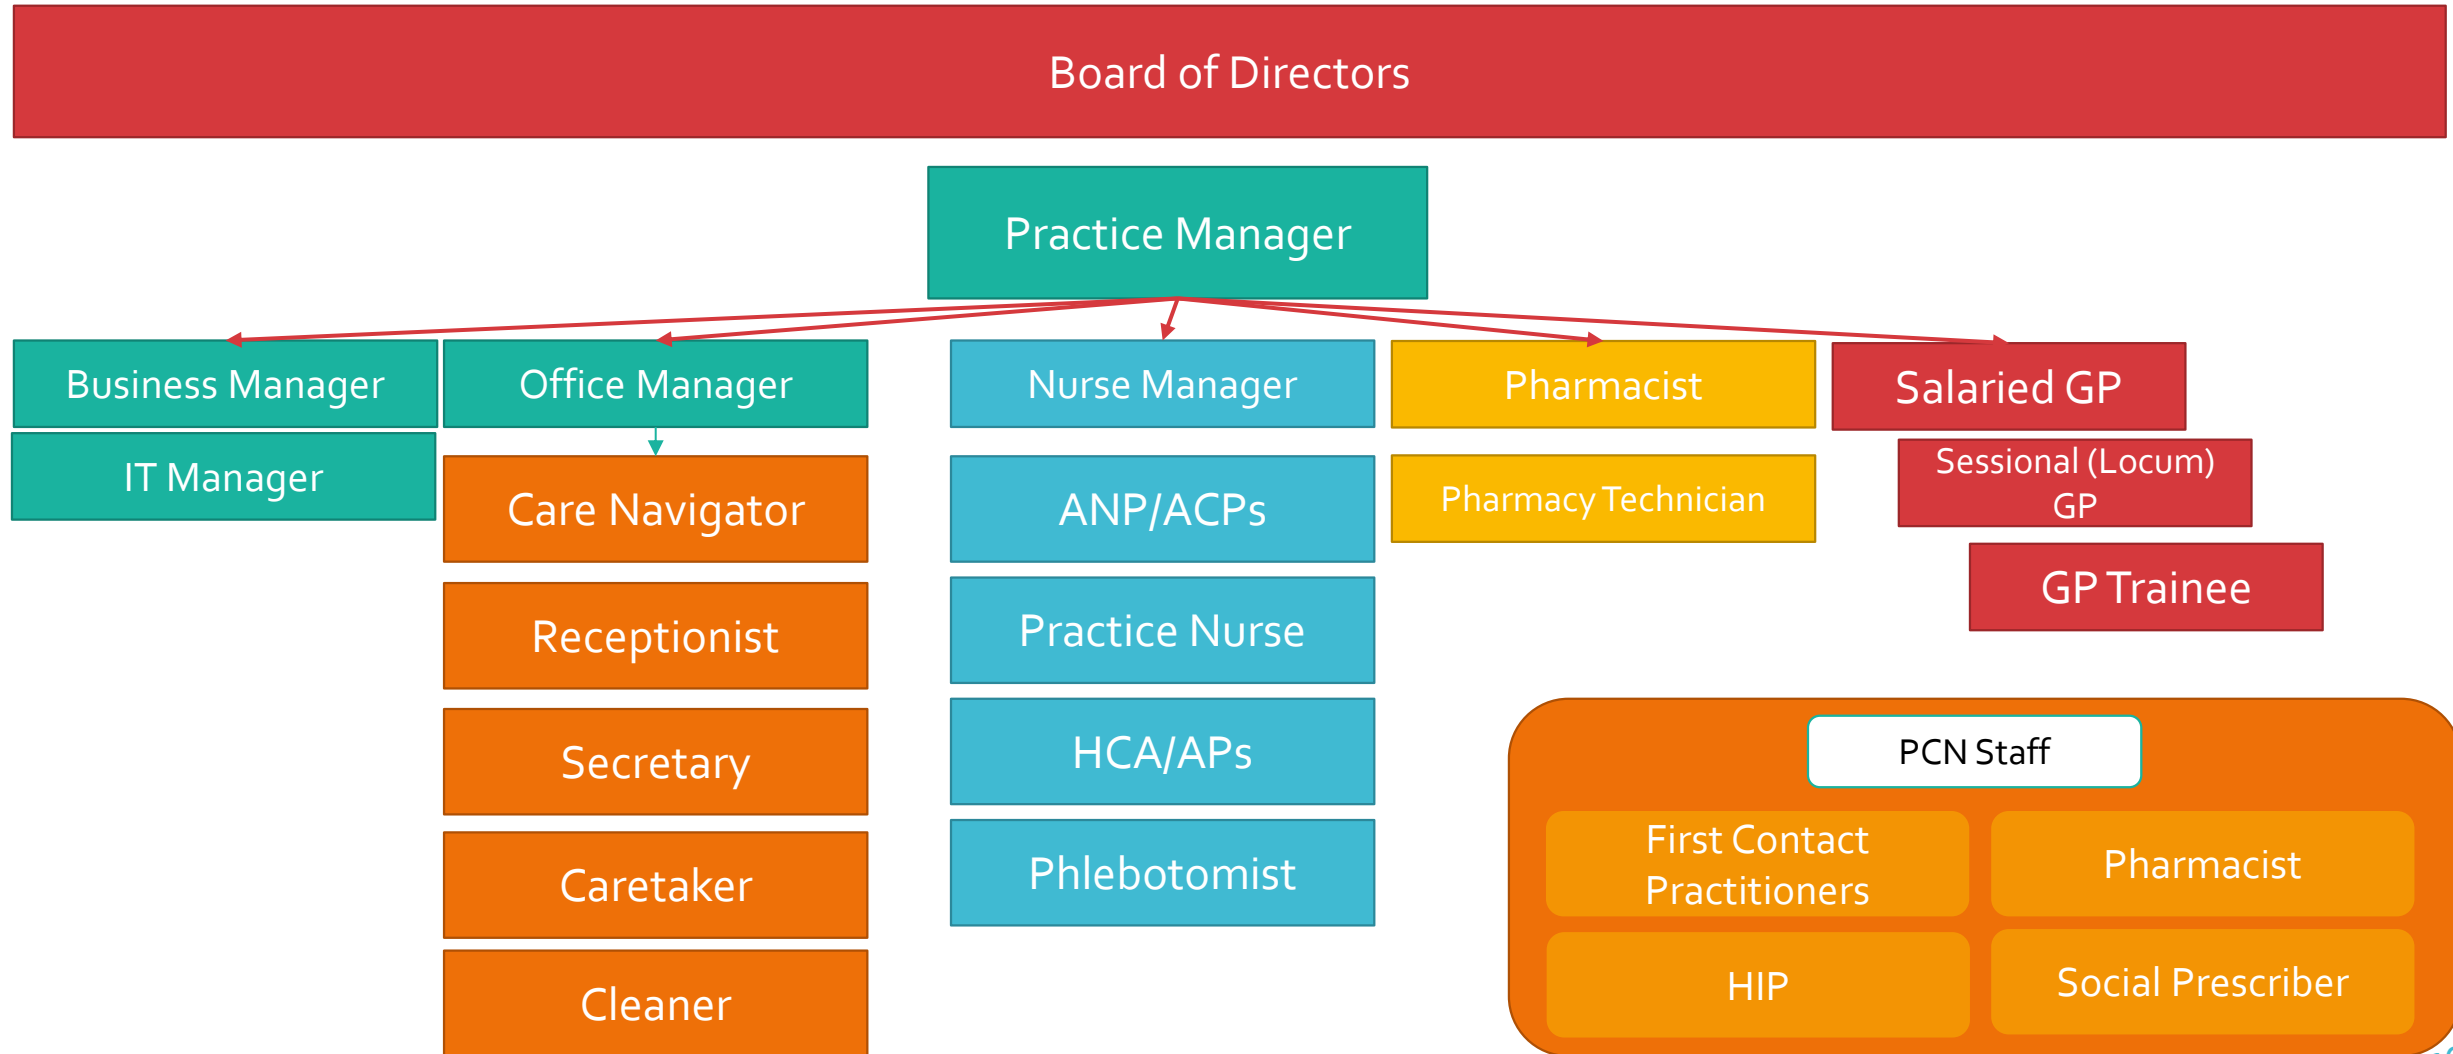 Board of Directors
Practice Manager
Business Manager
Office Manager
Nurse Manager
Pharmacist
Salaried GP
IT Manager
Care Navigator
ANP/ACPs
Pharmacy Technician
Sessional (Locum)
GP
GP Trainee
Receptionist
Practice Nurse
Secretary
HCA/APs
Caretaker
Phlebotomist
Cleaner
PCN Staff
First Contact
Practitioners
Pharmacist
HIP
Social Prescriber